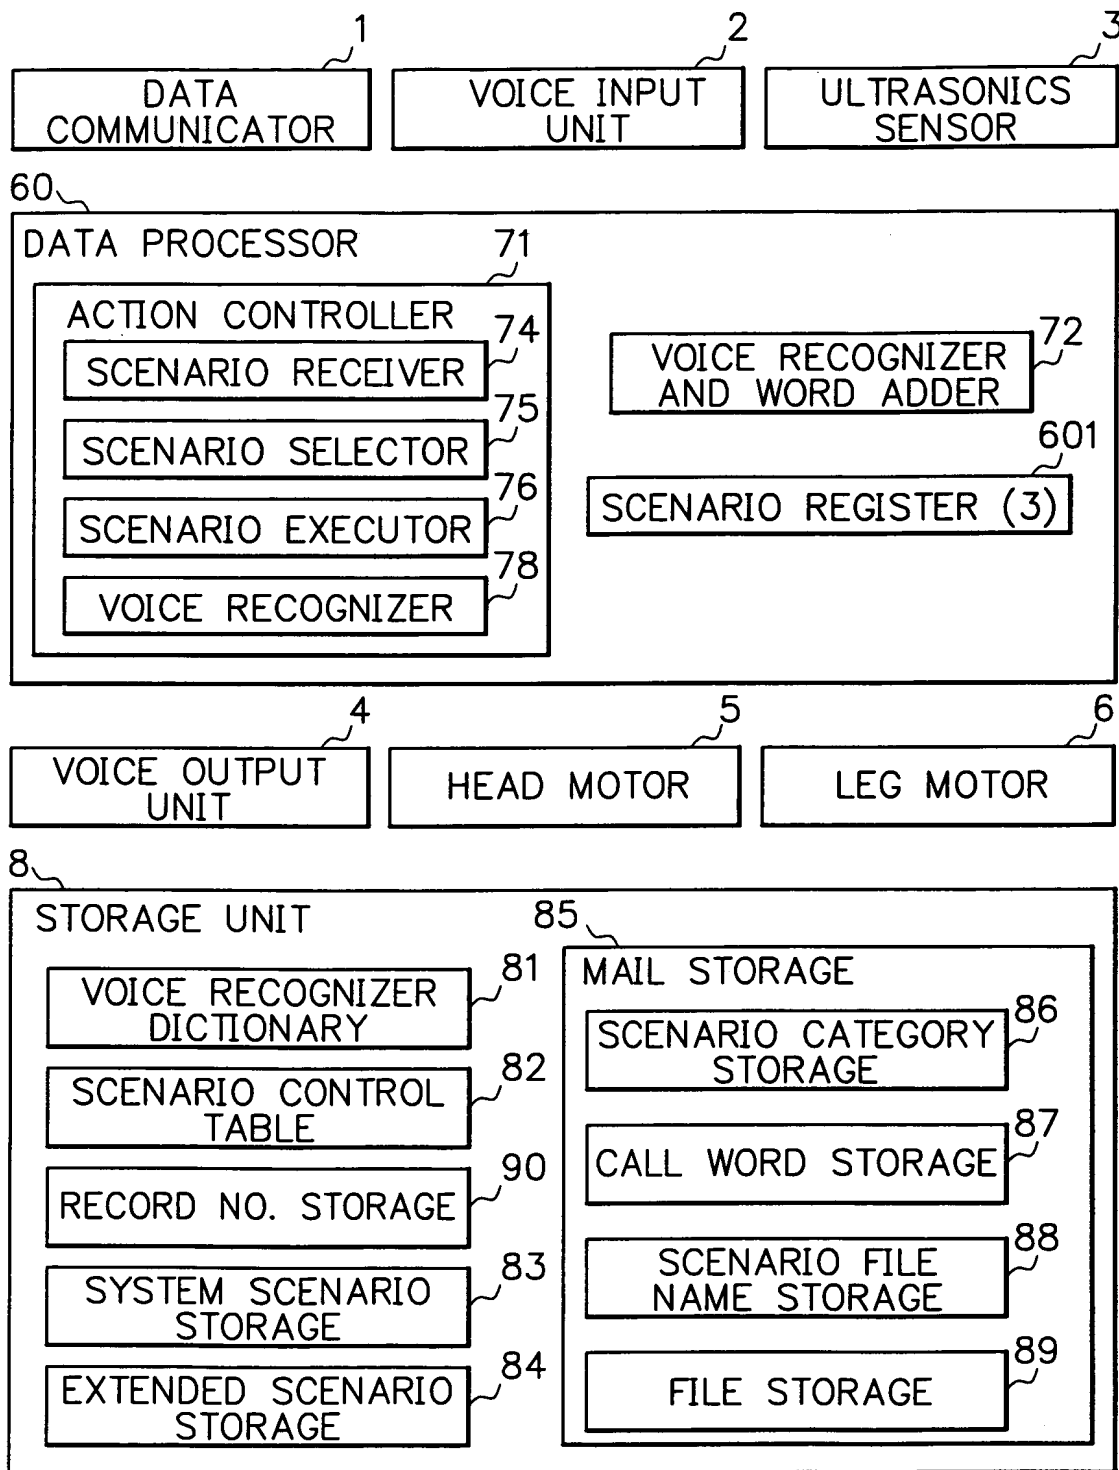 1
2
3
DATA
COMMUNICATOR
VOICE INPUT
UNIT
ULTRASONICS
SENSOR
60
DATA PROCESSOR
71
ACTION CONTROLLER
74
SCENARIO RECEIVER
75
SCENARIO SELECTOR
76
SCENARIO EXECUTOR
78
VOICE RECOGNIZER
72
VOICE RECOGNIZER
AND WORD ADDER
601
SCENARIO REGISTER (3)
4
5
6
VOICE OUTPUT
UNIT
HEAD MOTOR
LEG MOTOR
8
STORAGE UNIT
81
VOICE RECOGNIZER
DICTIONARY
82
SCENARIO CONTROL
TABLE
90
RECORD NO. STORAGE
83
SYSTEM SCENARIO
STORAGE
84
EXTENDED SCENARIO
STORAGE
85
MAIL STORAGE
86
SCENARIO CATEGORY
STORAGE
87
CALL WORD STORAGE
88
SCENARIO FILE
NAME STORAGE
89
FILE STORAGE